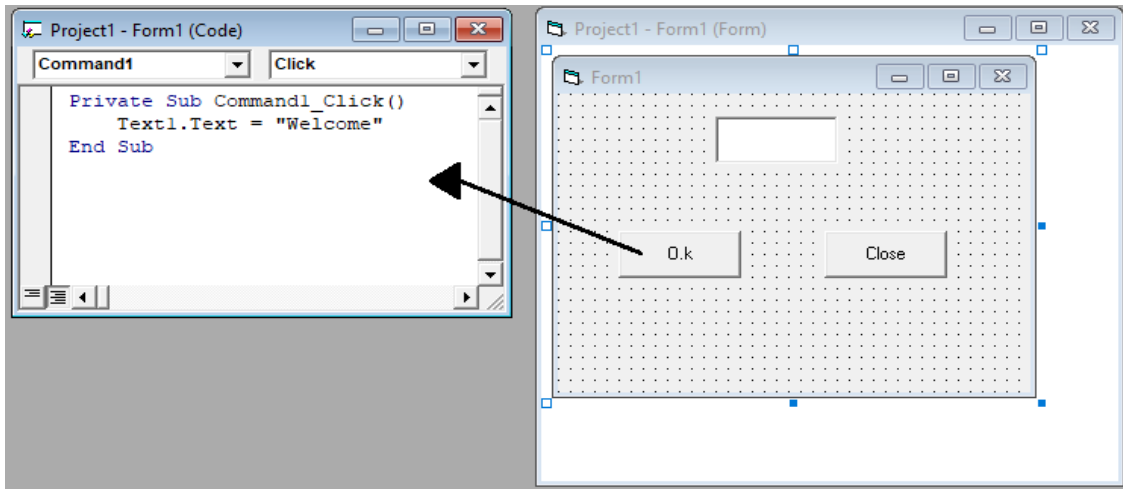 Project1 - Form1 (Code)
Command1
Click
Private Sub Command1_Click()
Text1.Text = "Welcome"
End Sub
Project1 - Form1 (Form)
Form1
O.k
Close